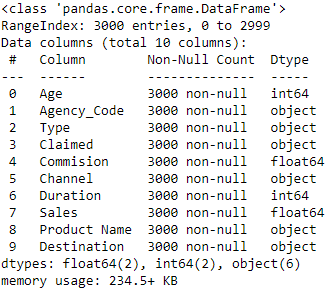 <class 'pandas.core.frame.DataFrame'>
RangeIndex: 3000 entries, 0 to 2999
Data columns (total 10 columns):
 #   Column        Non-Null Count  Dtype
---  ------        --------------  -----
 0   Age           3000 non-null   int64
 1   Agency_Code   3000 non-null   object
 2   Type          3000 non-null   object
 3   Claimed       3000 non-null   object
 4   Commision     3000 non-null   float64
 5   Channel       3000 non-null   object
 6   Duration      3000 non-null   int64
 7   Sales         3000 non-null   float64
 8   Product Name  3000 non-null   object
 9   Destination   3000 non-null   object
dtypes: float64(2), int64(2), object(6)
memory usage: 234.5+ KB